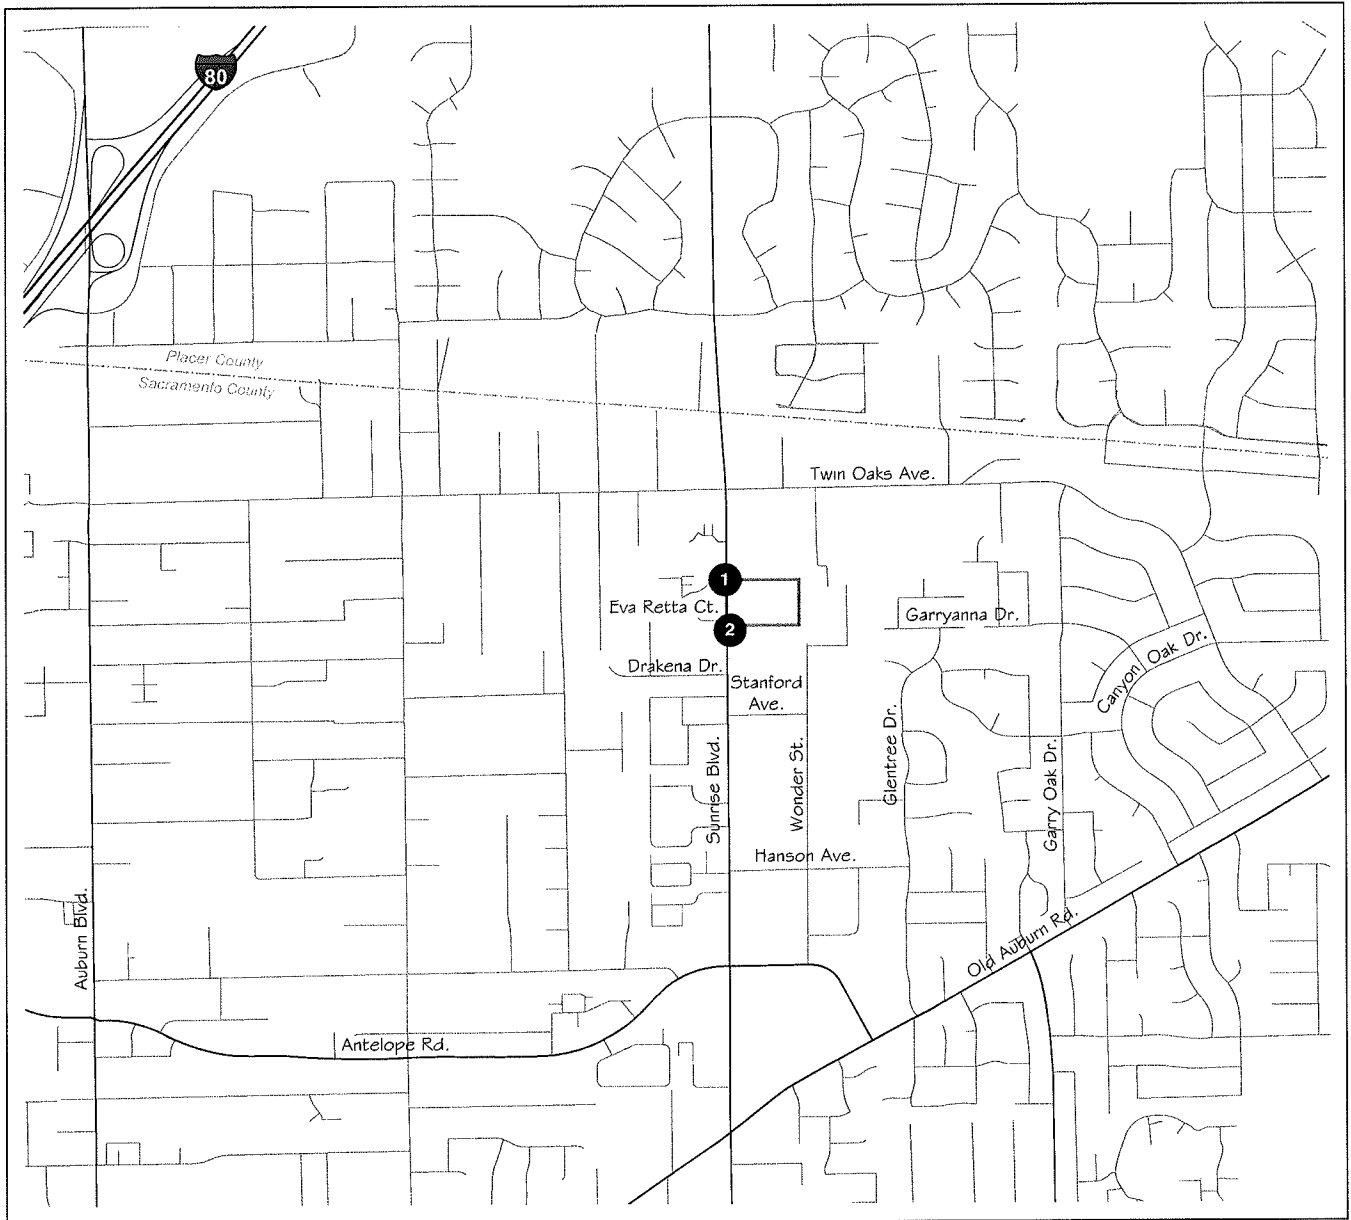 80
Placer County
Sacramento County
Twin Oaks Ave.
1
Eva Retta Ct.
2
Garryanna Dr.
Drakena Dr.
Stanford
Ave.
Canyon Oak Dr.
Sunrise Blvd.
Wonder St.
Glentree Dr.
Garry Oak Dr.
Hanson Ave.
Auburn Blvd.
Old Auburn Rd.
Antelope Rd.